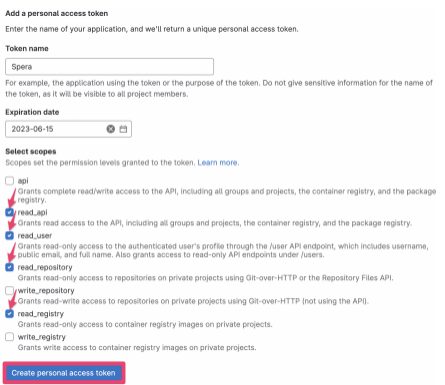 Add a personal access token
Enter the name of your application, and we'll return a unique personal access token.
Token name
Spera
For example, the application using the token or the purpose of the token. Do not give sensitive information for the name of
the token, as it will be visible to all project members.
Expiration date
2023-06-15
Select scopes
Scopes set the permission levels granted to the token. Learn more.
api
Grants complete read/write access to the API, including all groups and projects, the container registry, and the package
registry.
read_api
Grants read access to the API, including all groups and projects, the container registry, and the package registry.
read_user
Grants read-only access to the authenticated user's profile through the /user API endpoint, which includes username,
public email, and full name. Also grants access to read-only API endpoints under /users.
read_repository
Grants read-only access to repositories on private projects using Git-over-HTTP or the Repository Files API.
write_repository
Grants read-write access to repositories on private projects using Git-over-HTTP (not using the API).
read_registry
Grants read-only access to container registry images on private projects.
write_registry
Grants write access to container registry images on private projects.
Create personal access token